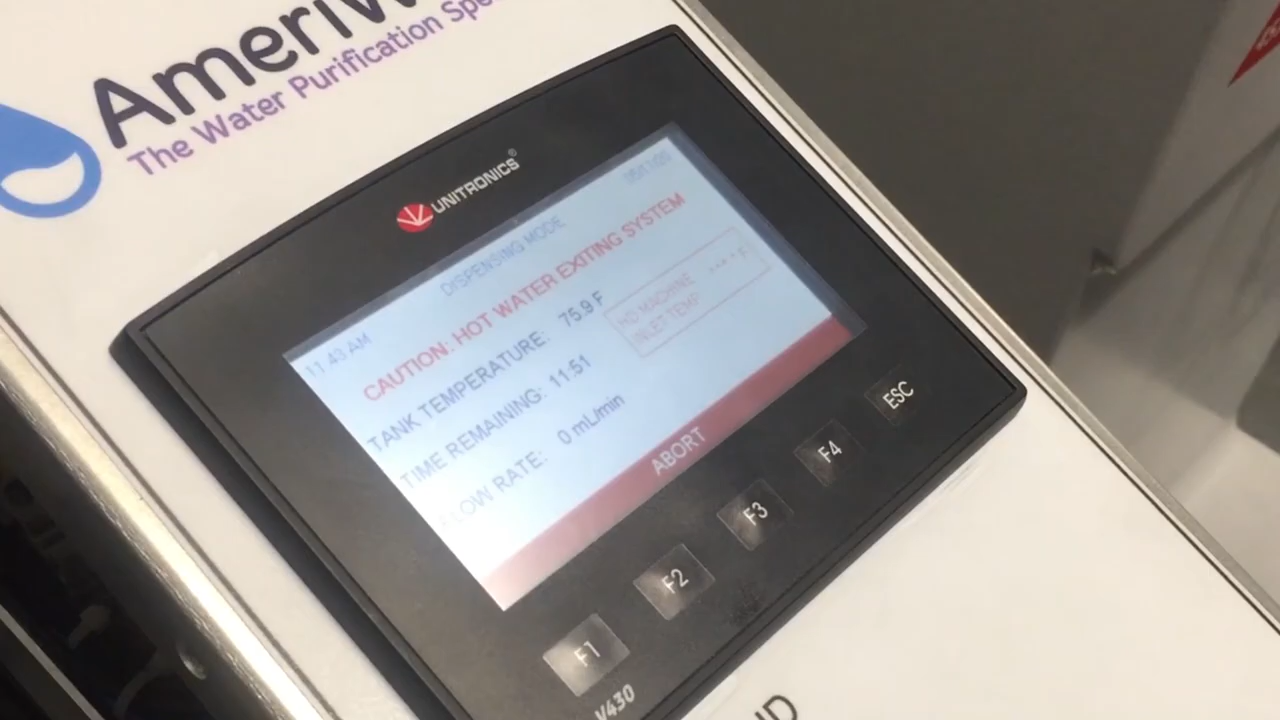 Ameri
The Water Purification Spe
UNITRONICS®
11:43 AM
DISPENSING MODE
CAUTION: HOT WATER EXITING SYSTEM
TANK TEMPERATURE: 75.9 F
HD MACHINE
INLET TEMP
****F
TIME REMAINING: 11:51
FLOW RATE: 0 mL/min
ABORT
F1
F2
F3
F4
ESC
V430